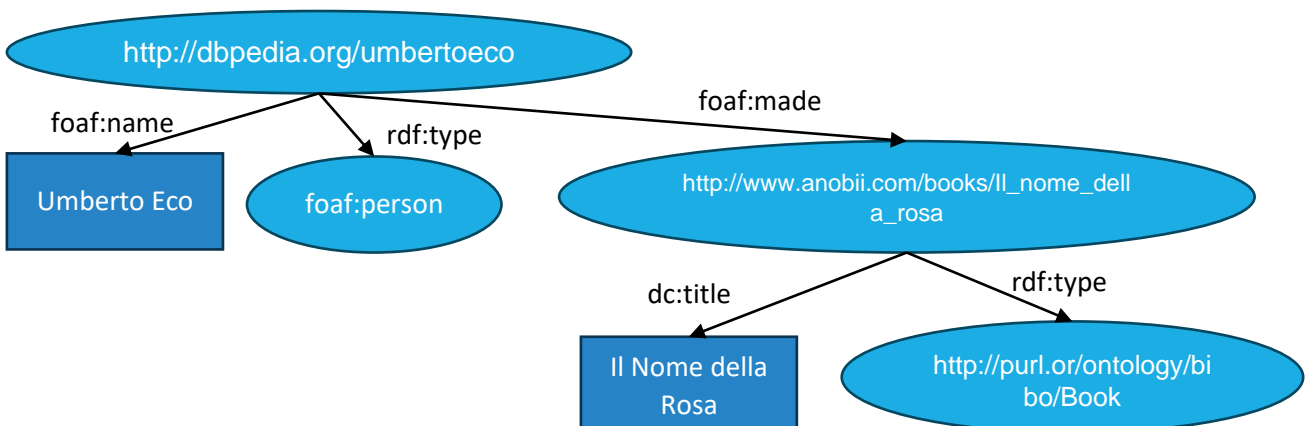 http://dbpedia.org/umbertoeco
foaf:made
foaf:name
rdf:type
Umberto Eco
foaf:person
http://www.anobii.com/books/Il_nome_dell
a_rosa
dc:title
rdf:type
Il Nome della
Rosa
http://purl.or/ontology/bi
bo/Book